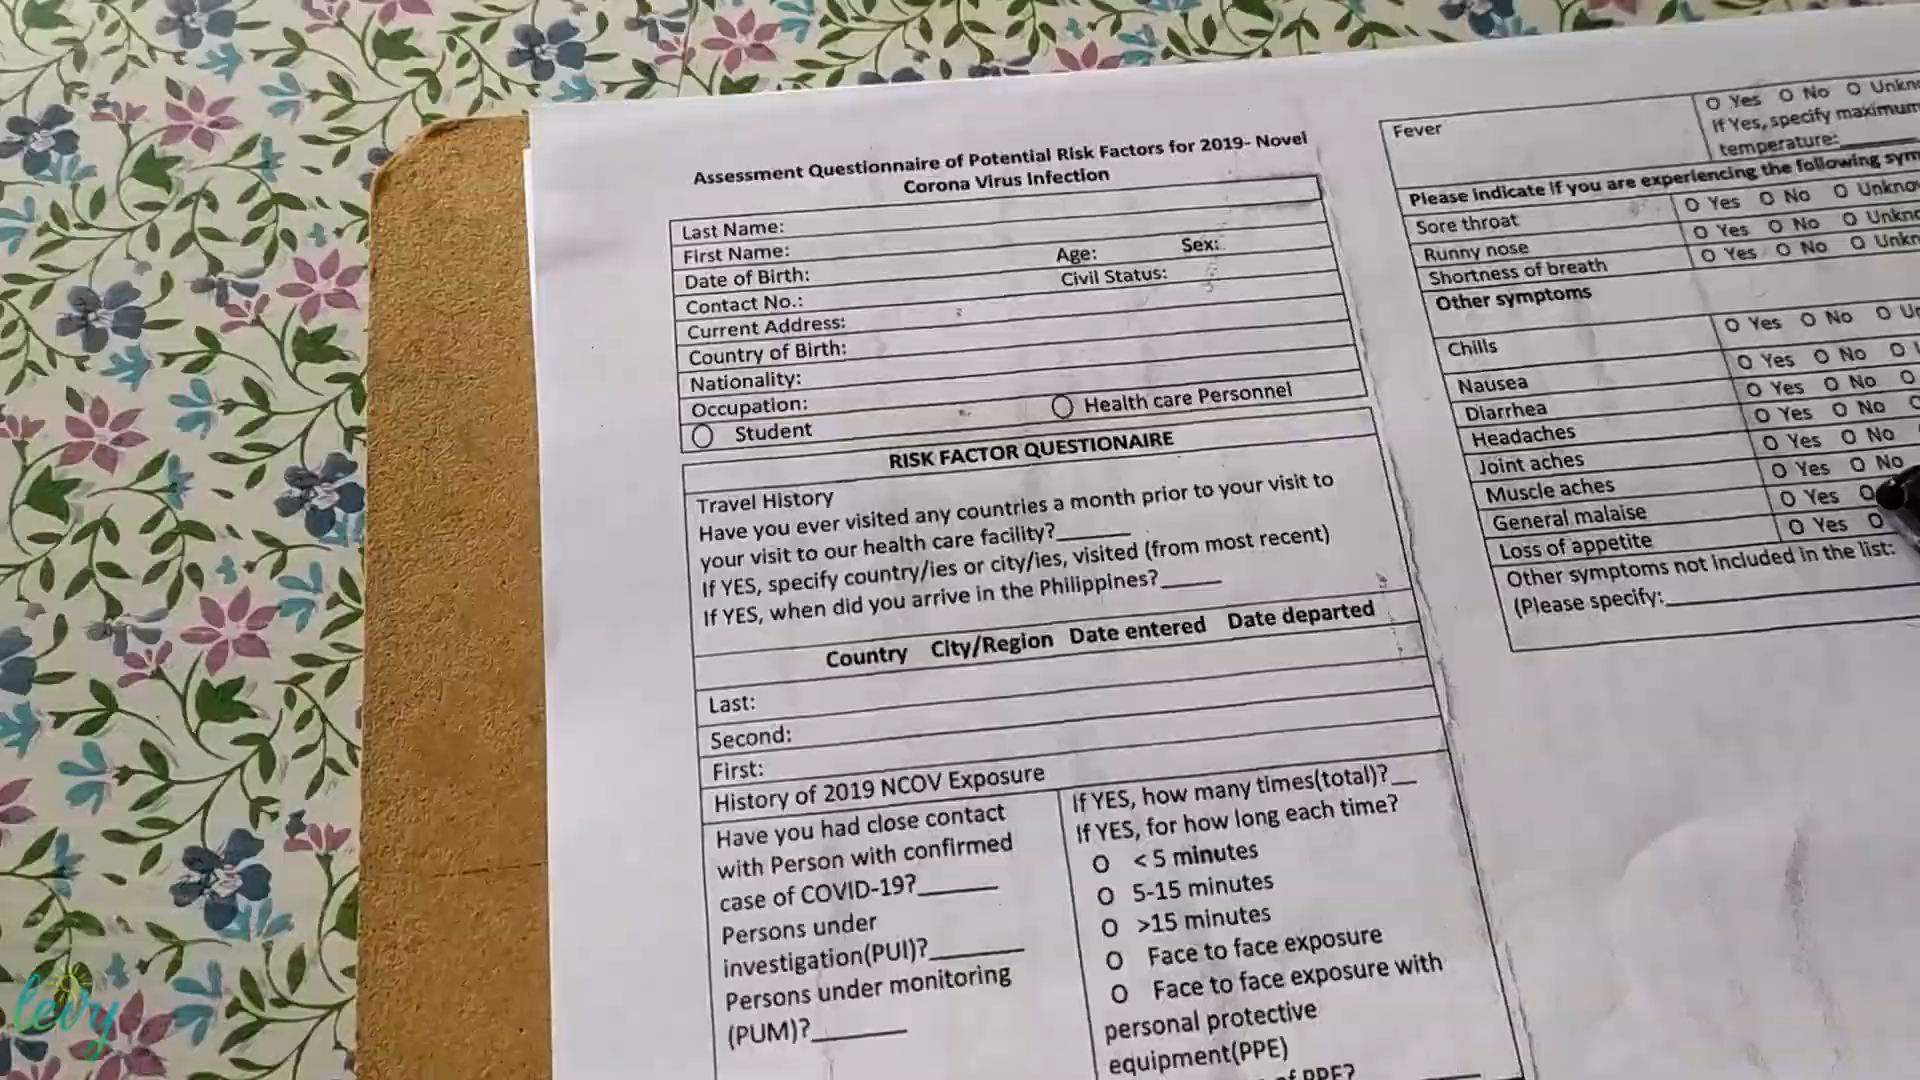 Assessment Questionnaire of Potential Risk Factors for 2019- Novel
Corona Virus Infection
Last Name:
First Name: Age: Sex:
Date of Birth: Civil Status:
Contact No.:
Current Address:
Country of Birth:
Nationality:
Occupation:
O Student O Health care Personnel
RISK FACTOR QUESTIONAIRE
Travel History
Have you ever visited any countries a month prior to your visit to
your visit to our health care facility?______
If YES, specify country/ies or city/ies, visited (from most recent)
If YES, when did you arrive in the Philippines?_____
Country City/Region Date entered Date departed
Last:
Second:
First:
History of 2019 NCOV Exposure
Have you had close contact
with Person with confirmed
case of COVID-19?______
Persons under
investigation(PUI)?_______
Persons under monitoring
(PUM)?_______
If YES, how many times(total)?__
If YES, for how long each time?
O < 5 minutes
O 5-15 minutes
O >15 minutes
O Face to face exposure
O Face to face exposure with
personal protective
equipment(PPE)
of PPE?
Fever
O Yes O No O
If Yes, specify maximum
temperature:______
Please indicate if you are experiencing the following
Sore throat O Yes O No O
Runny nose O Yes O No O
Shortness of breath O Yes O No O
Other symptoms
Chills O Yes O No O
Nausea O Yes O No O
Diarrhea O Yes O No O
Headaches O Yes O No
Joint aches O Yes O No
Muscle aches O Yes O No
General malaise O Yes O
Loss of appetite O Yes O
Other symptoms not included in the list:
(Please specify:______
levry